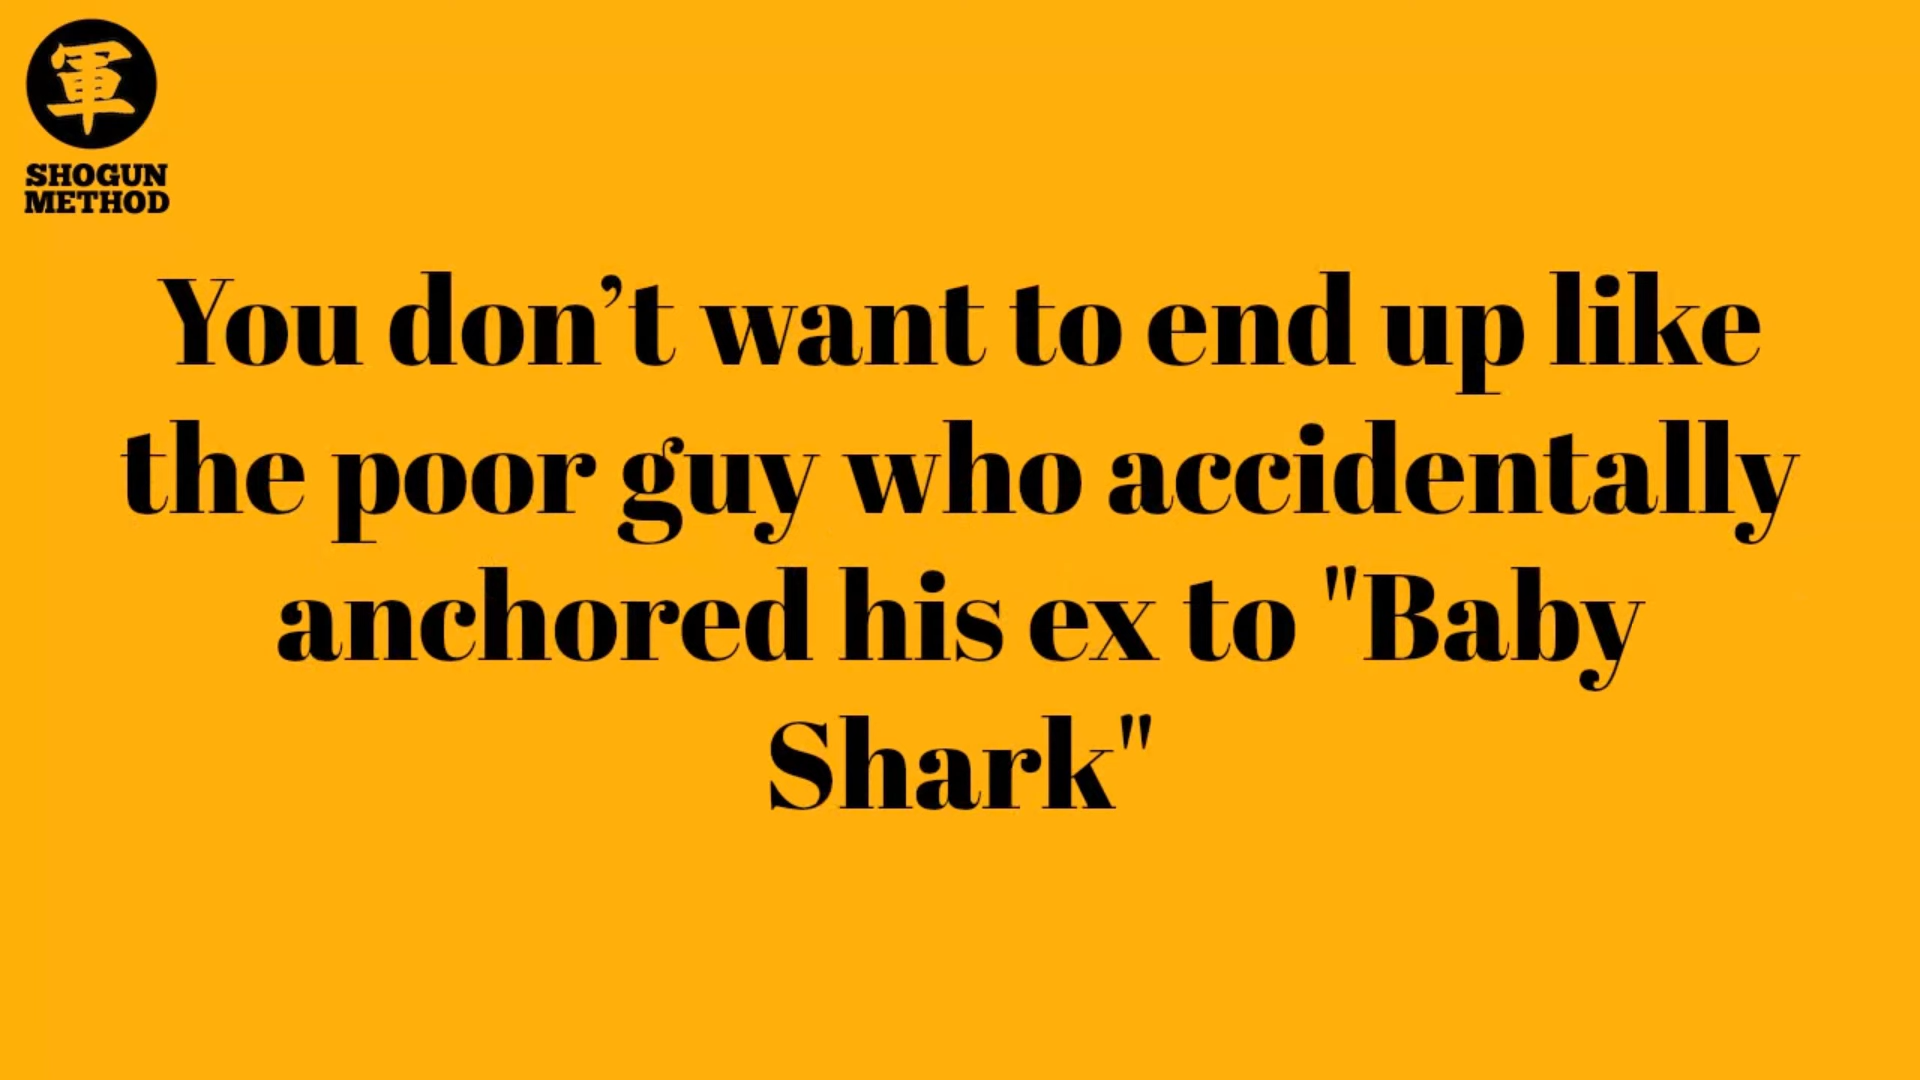 軍
SHOGUN
METHOD
You don’t want to end up like
the poor guy who accidentally
anchored his ex to "Baby
Shark"